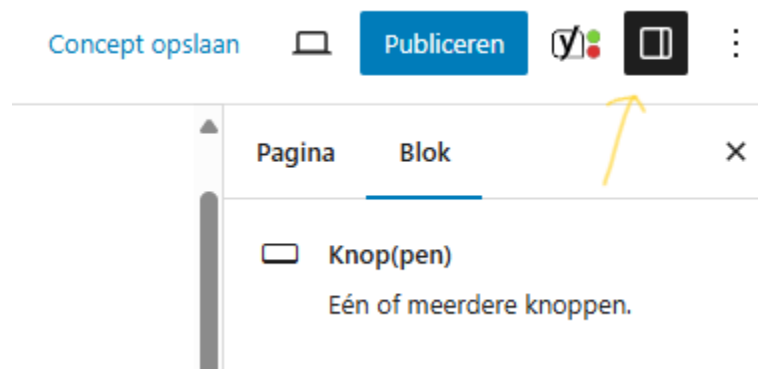 Concept opslaan Publiceren
Pagina Blok
Knop(pen)
Eén of meerdere knoppen.